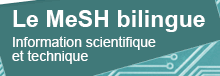 Le MeSH bilingue
Information scientifique
et technique